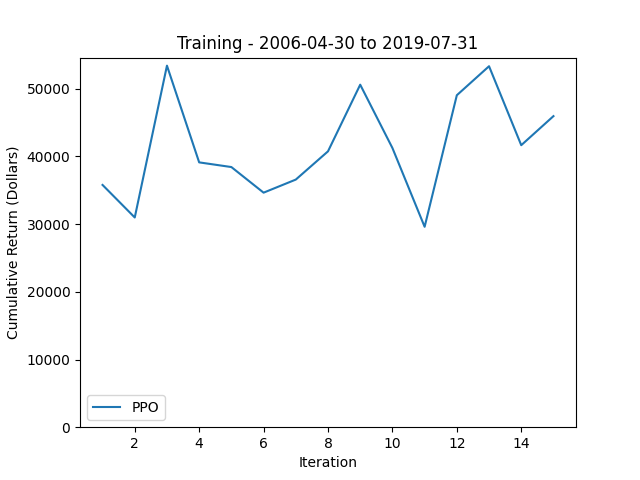 Training - 2006-04-30 to 2019-07-31
Cumulative Return (Dollars)
50000
40000
30000
20000
10000
0
PPO
2 4 6 8 10 12 14
Iteration